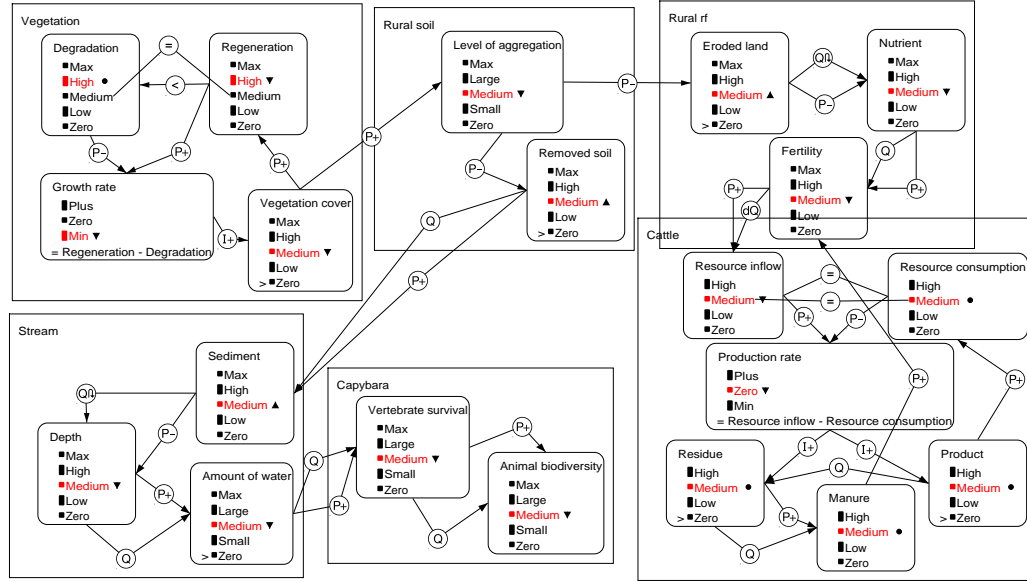 Vegetation
Degradation
Max
High
Medium
Low
Zero
=
<
Regeneration
Max
High
Medium
Low
Zero
P−
P+
P+
Growth rate
Plus
Zero
Min
= Regeneration - Degradation
I+
Vegetation cover
Max
High
Medium
Low
> Zero
P+
Rural soil
Level of aggregation
Max
Large
Medium
Small
Zero
P−
Removed soil
Max
High
Medium
Low
> Zero
Q
P+
P−
Rural rf
Eroded land
Max
High
Medium
Low
> Zero
P−
Nutrient
Max
High
Medium
Low
Zero
Q
P+
Fertility
Max
High
Medium
Low
Zero
P+
dQ
Cattle
Resource inflow
High
Medium
Low
Zero
=
=
P+
P−
Resource consumption
High
Medium
Low
Zero
Production rate
Plus
Zero
Min
= Resource inflow - Resource consumption
P+
P+
I+
I+
Q
Residue
High
Medium
Low
> Zero
P+
Q
Manure
High
Medium
Low
Zero
Product
High
Medium
Low
> Zero
Stream
Sediment
Max
High
Medium
Low
Zero
P−
Depth
Max
High
Medium
Low
Zero
P+
Q
Amount of water
Max
Large
Medium
Small
> Zero
Q
P+
Capybara
Vertebrate survival
Max
Large
Medium
Small
Zero
P+
Q
Animal biodiversity
Max
Large
Medium
Small
Zero